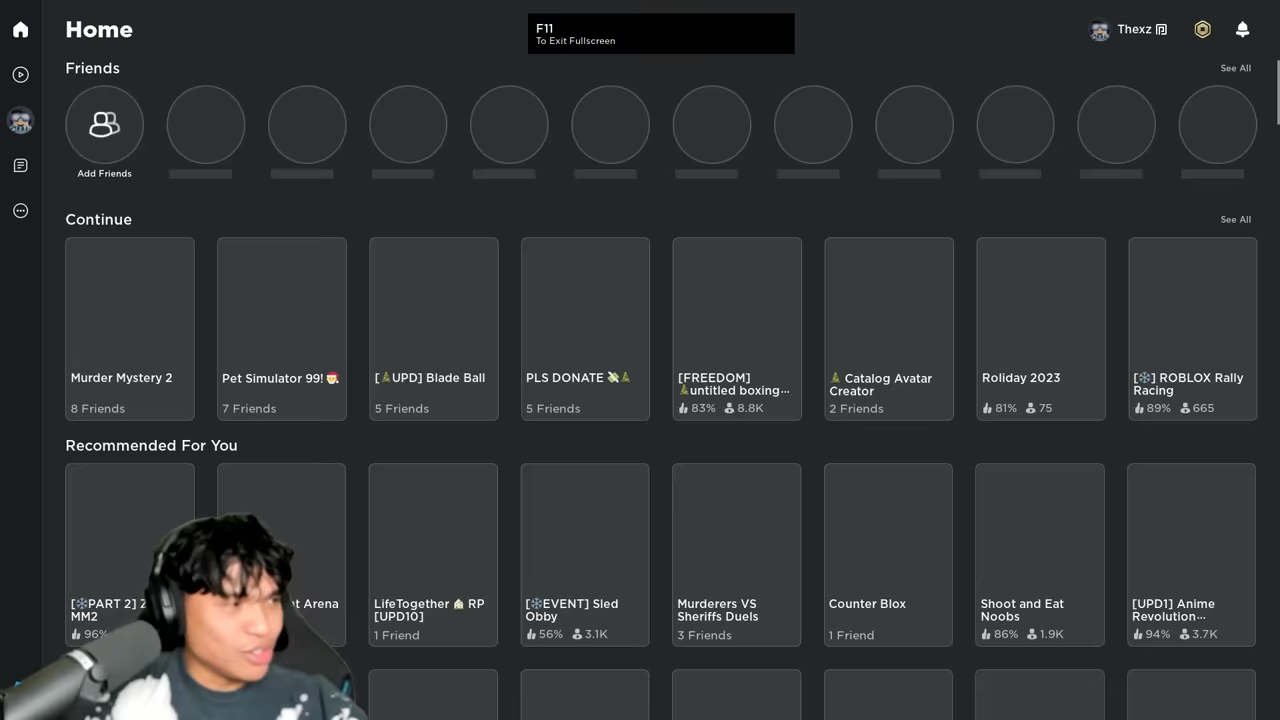 Home
F11
To Exit Fullscreen
Thexz
Friends
See All
Add Friends
Continue
See All
Murder Mystery 2
8 Friends
Pet Simulator 99!🎅
7 Friends
[🎄UPD] Blade Ball
5 Friends
PLS DONATE 💸🎄
5 Friends
[FREEDOM]
🎄untitled boxing...
83% 8.8K
🎄 Catalog Avatar
Creator
2 Friends
Roliday 2023
81% 75
[❄️] ROBLOX Rally
Racing
89% 665
Recommended For You
[❄️PART 2]
MM2
96%
Arena
LifeTogether 🏠 RP
[UPD10]
1 Friend
[❄️EVENT] Sled
Obby
56% 3.1K
Murderers VS
Sheriffs Duels
3 Friends
Counter Blox
1 Friend
Shoot and Eat
Noobs
86% 1.9K
[UPD1] Anime
Revolution...
94% 3.7K